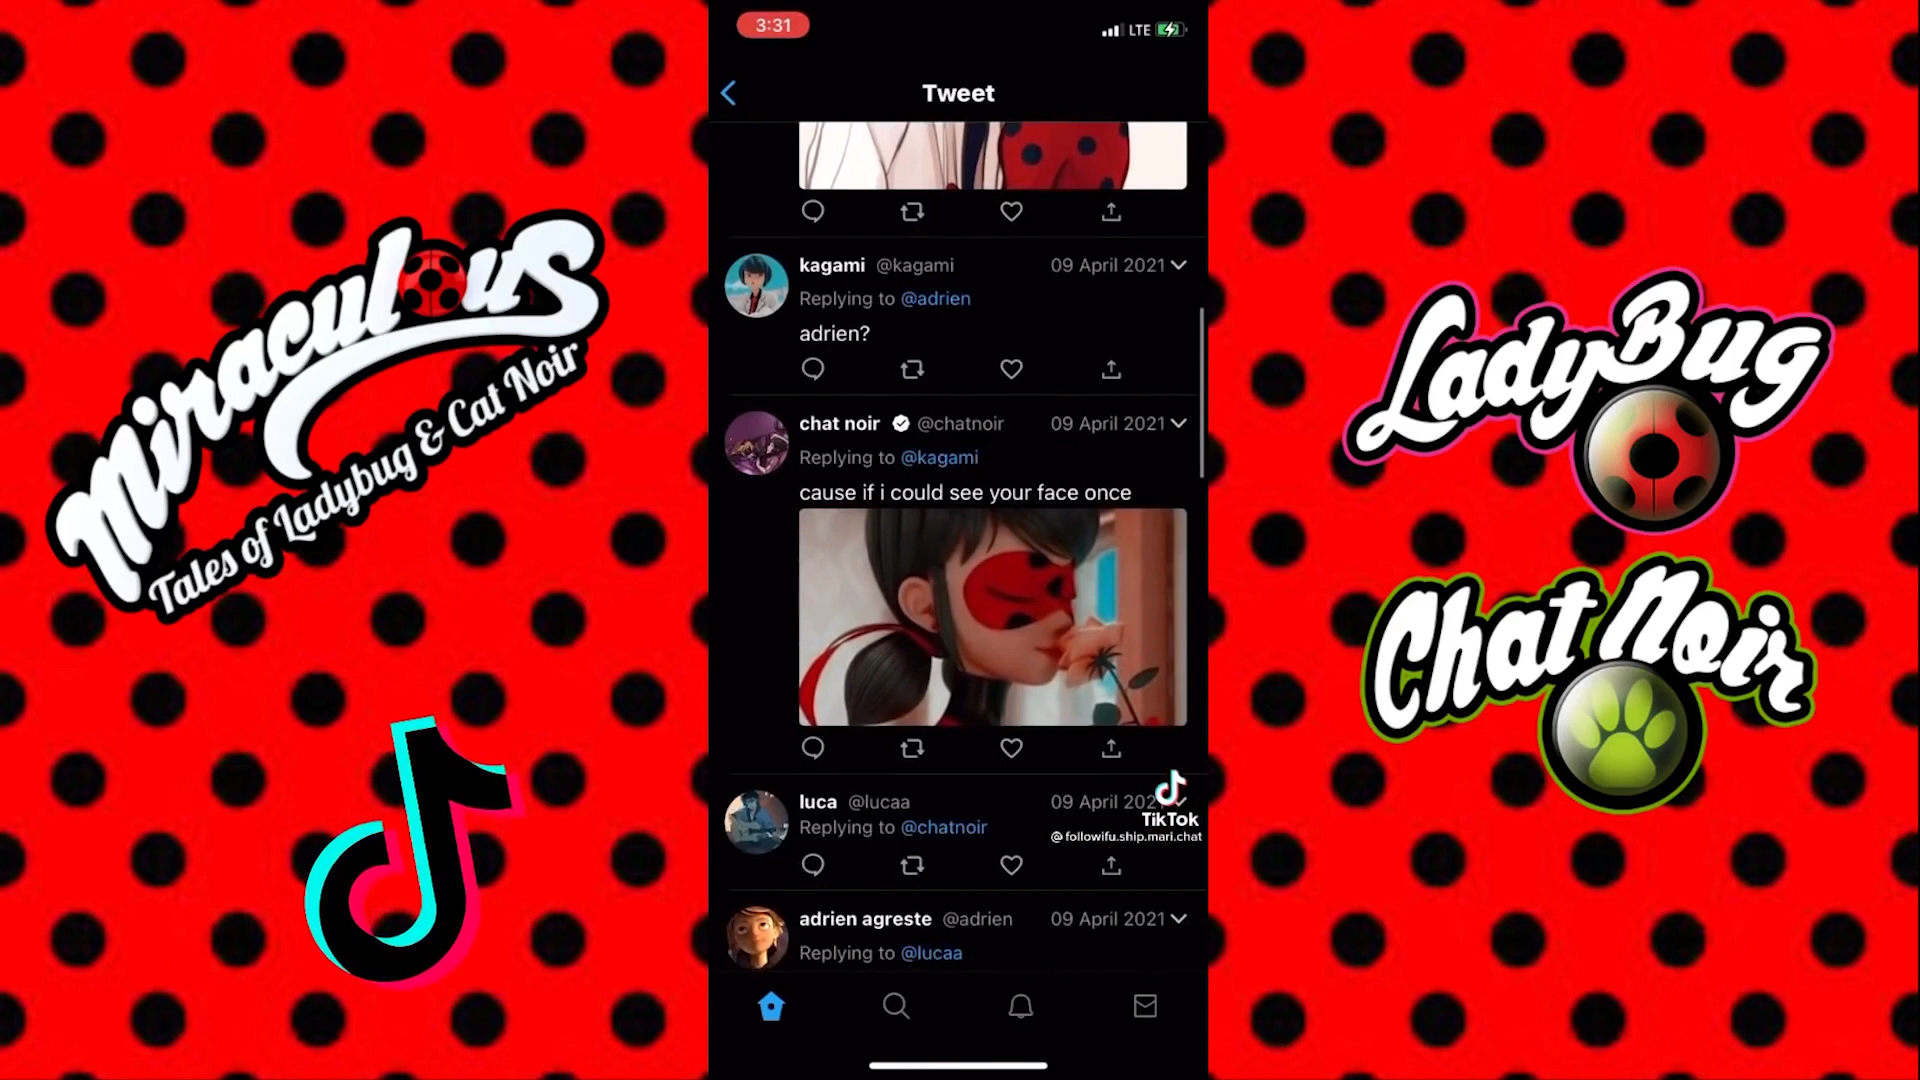 Miraculous
Tales of Ladybug & Cat Noir
3:31
LTE
Tweet
kagami @kagami 09 April 2021
Replying to @adrien
adrien?
chat noir @chatnoir 09 April 2021
Replying to @kagami
cause if i could see your face once
luca @lucaa 09 April 202
Replying to @chatnoir
TikTok
@followifu.ship.mari.chat
adrien agreste @adrien 09 April 2021
Replying to @lucaa
LadyBug
Chat Noir